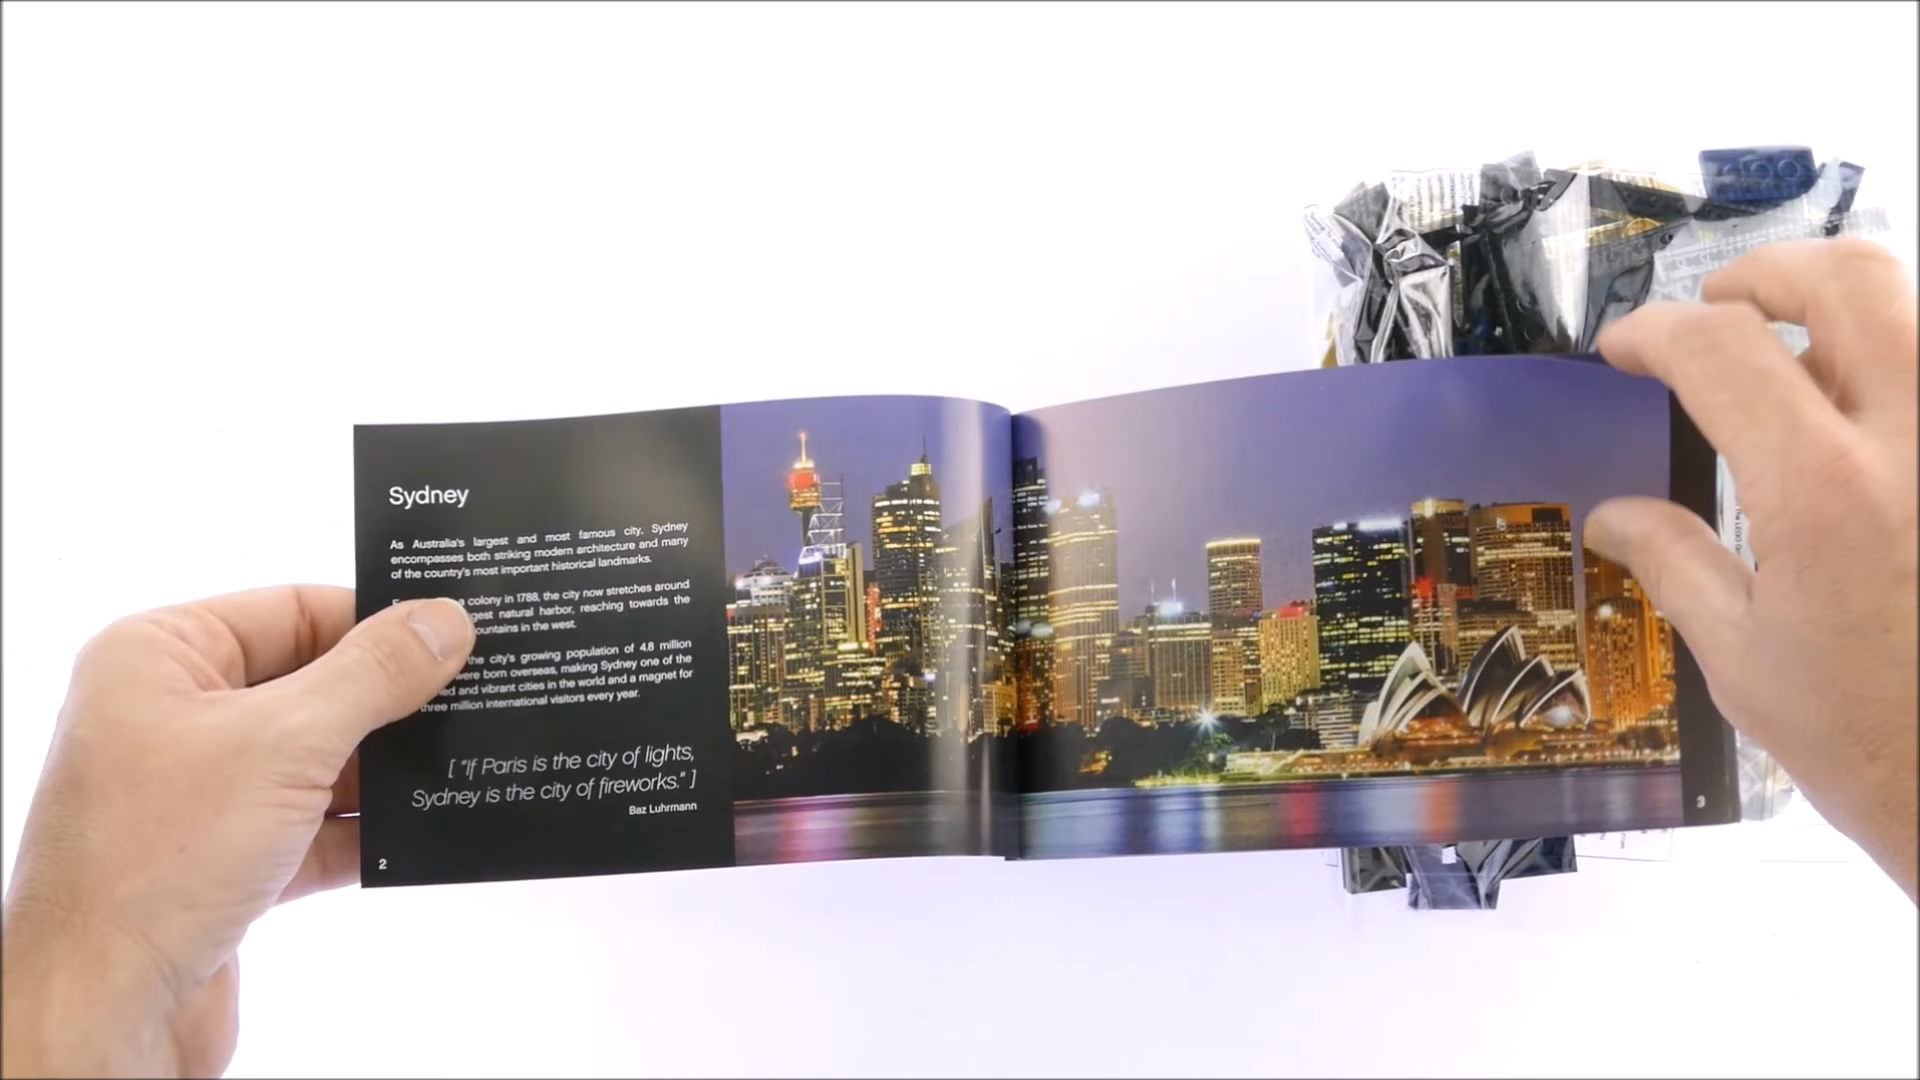 Sydney
As Australia's largest and most famous city, Sydney
encompasses both striking modern architecture and many
of the country's most important historical landmarks.
a colony in 1788, the city now stretches around
natural harbor, reaching towards the
in the west.
the city's growing population of 4.8 million
were born overseas, making Sydney one of the
and vibrant cities in the world and a magnet for
three million international visitors every year.
[ "If Paris is the city of lights,
Sydney is the city of fireworks." ]
Baz Luhrmann
2
3